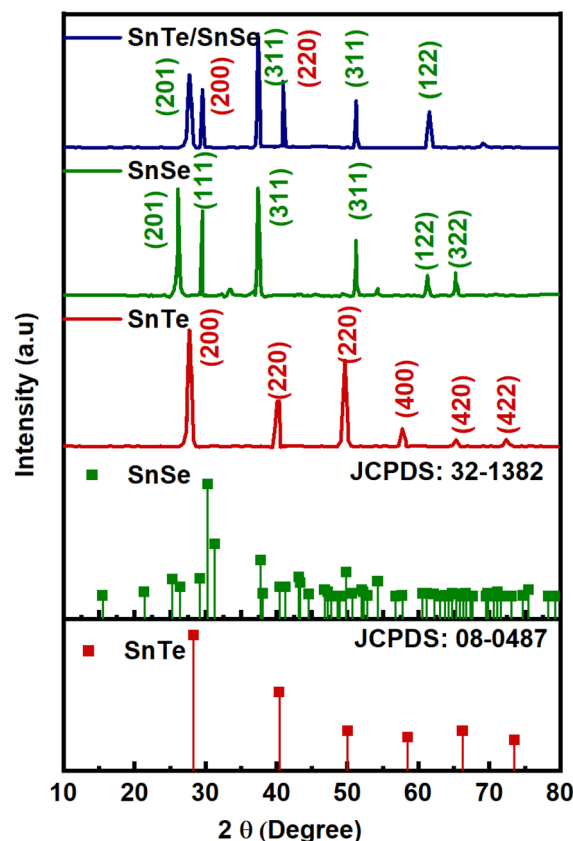 SnTe/SnSe
(201)
(200)
(311)
(220)
(311)
(122)
SnSe
(201)
(111)
(311)
(311)
(122)
(322)
SnTe
(200)
(220)
(220)
(400)
(420)
(422)
SnSe
JCPDS: 32-1382
SnTe
JCPDS: 08-0487
Intensity (a.u)
10 20 30 40 50 60 70 80
2 θ (Degree)